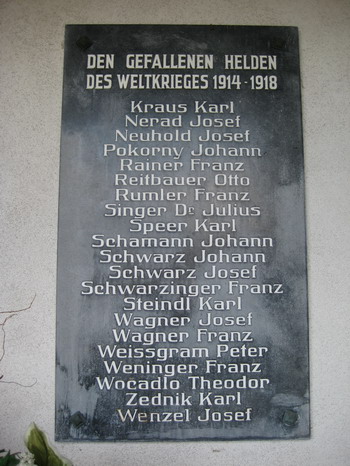 DEN GEFALLENEN HELDEN
DES WELTKRIEGES 1914-1918
Kraus Karl
Nerad Josef
Neuhold Josef
Pokorny Johann
Rainer Franz
Reitbauer Otto
Rumler Franz
Singer Dr Julius
Speer Karl
Schamann Johann
Schwarz Johann
Schwarz Josef
Schwarzinger Franz
Steindl Karl
Wagner Josef
Wagner Franz
Weissgram Peter
Weninger Franz
Wocadlo Theodor
Zednik Karl
Wenzel Josef